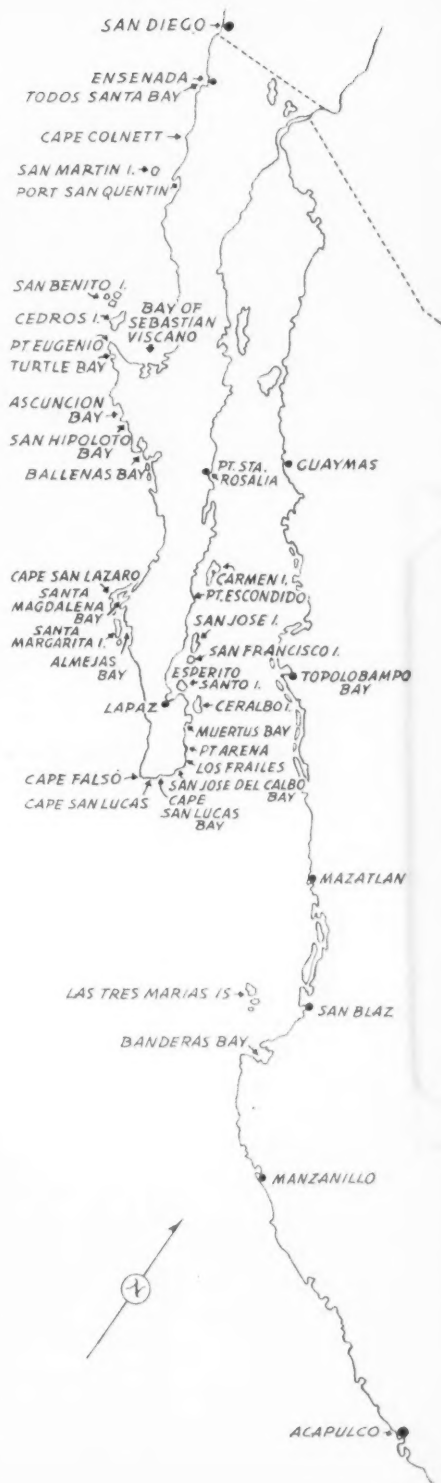 SAN DIEGO
ENSENADA
TODOS SANTA BAY
CAPE COLNETT
SAN MARTIN I.
PORT SAN QUENTIN
SAN BENITO I.
CEDROS I.
BAY OF
SEBASTIAN
VISCANO
PT EUGENIO
TURTLE BAY
ASCUNCION
BAY
SAN HIPOLOTO
BAY
BALLENAS BAY
PT. STA.
ROSALIA
GUAYMAS
CAPE SAN LAZARO
SANTA
MAGDALENA
BAY
SANTA
MARGARITA I.
ALMEJAS
BAY
CARMEN I.
PT. ESCONDIDO
SAN JOSE I.
SAN FRANCISCO I.
ESPERITO
SANTO I.
TOPOLOBAMPO
BAY
LAPAZ
CERALBO I.
MUERTUS BAY
PT ARENA
LOS FRAILES
CAPE FALSO
SAN JOSE DEL CALBO
BAY
CAPE SAN LUCAS
CAPE
SAN LUCAS
BAY
MAZATLAN
LAS TRES MARIAS IS
SAN BLAZ
BANDERAS BAY
MANZANILLO
N
ACAPULCO